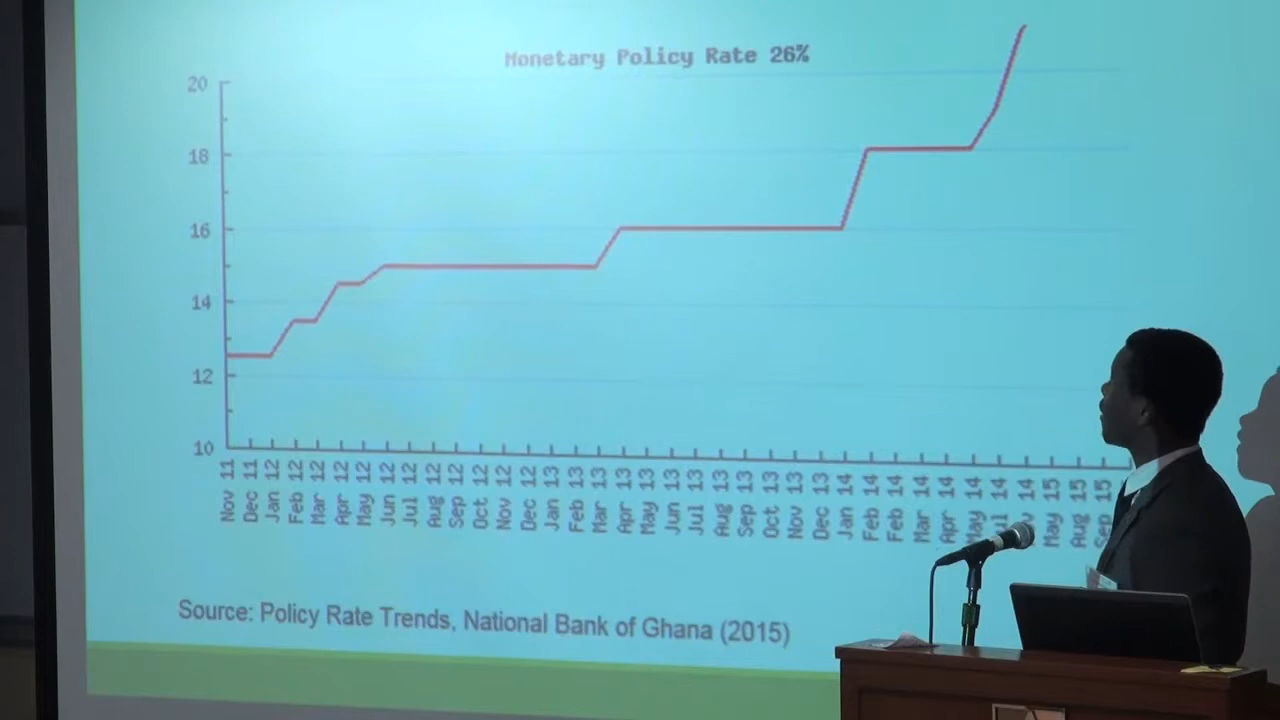 Monetary Policy Rate 26%
20
18
16
14
12
10
Nov 11
Dec 11
Jan 12
Feb 12
Mar 12
Apr 12
May 12
Jun 12
Jul 12
Aug 12
Sep 12
Oct 12
Nov 12
Dec 12
Jan 13
Feb 13
Mar 13
Apr 13
May 13
Jun 13
Jul 13
Aug 13
Sep 13
Oct 13
Nov 13
Dec 13
Jan 14
Feb 14
Feb 14
Mar 14
Apr 14
May 14
Jul 14
14
May 15
Aug 15
Sep 15
Source: Policy Rate Trends, National Bank of Ghana (2015)